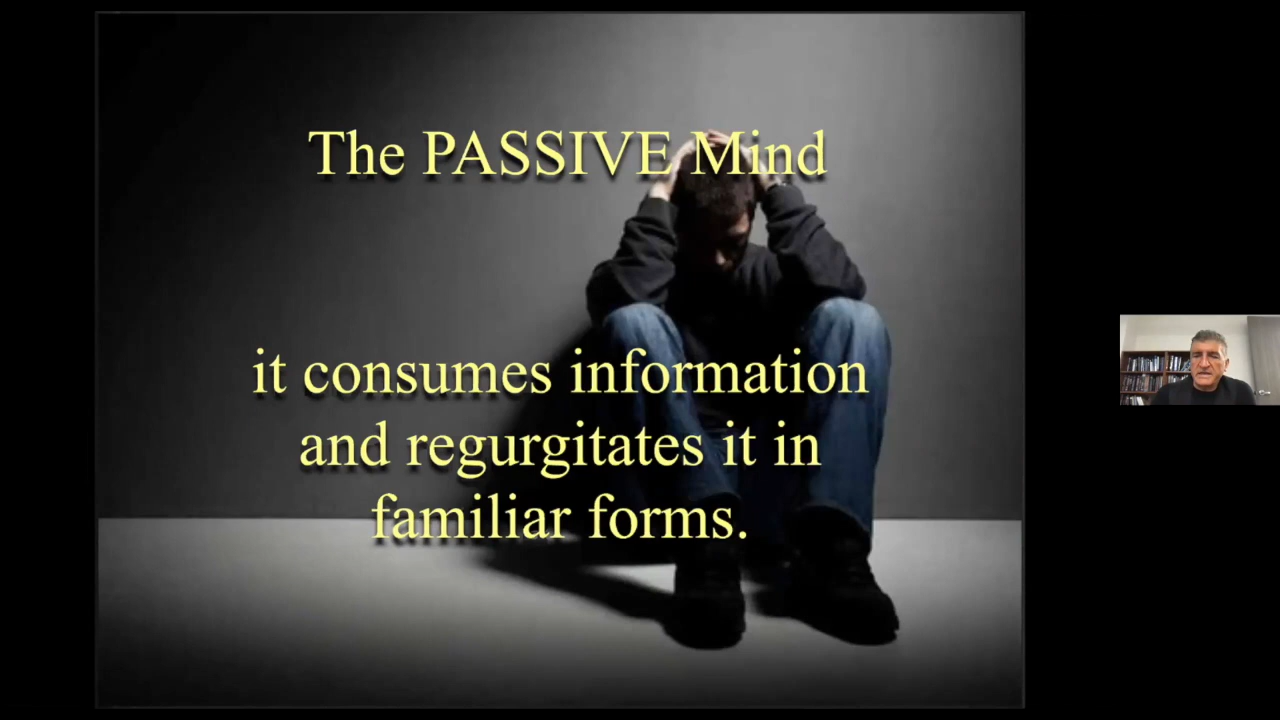 The PASSIVE Mind
it consumes information
and regurgitates it in
familiar forms.